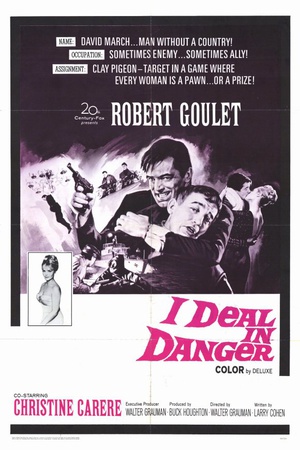 NAME: DAVID MARCH...MAN WITHOUT A COUNTRY!
OCCUPATION: SOMETIMES ENEMY...SOMETIMES ALLY!
ASSIGNMENT: CLAY PIGEON-TARGET IN A GAME WHERE
EVERY WOMAN IS A PAWN...OR A PRIZE!
20th
Century-Fox
presents
ROBERT GOULET
I DEAL
IN
DANGER
COLOR by DELUXE
CO-STARRING
CHRISTINE CARERE
Executive Producer
WALTER GRAUMAN
Produced by
BUCK HOUGHTON
Directed by
WALTER GRAUMAN
Written by
LARRY COHEN